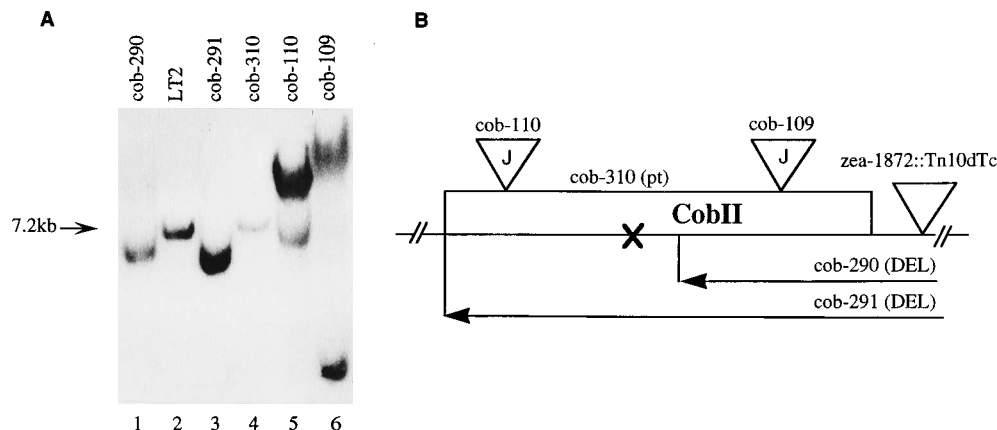 A
cob-290
LT2
cob-291
cob-310
cob-110
cob-109
7.2kb
1 2 3 4 5 6
B
cob-110
cob-109
J
J
zea-1872::Tn10dTc
cob-310 (pt)
CobII
cob-290 (DEL)
cob-291 (DEL)